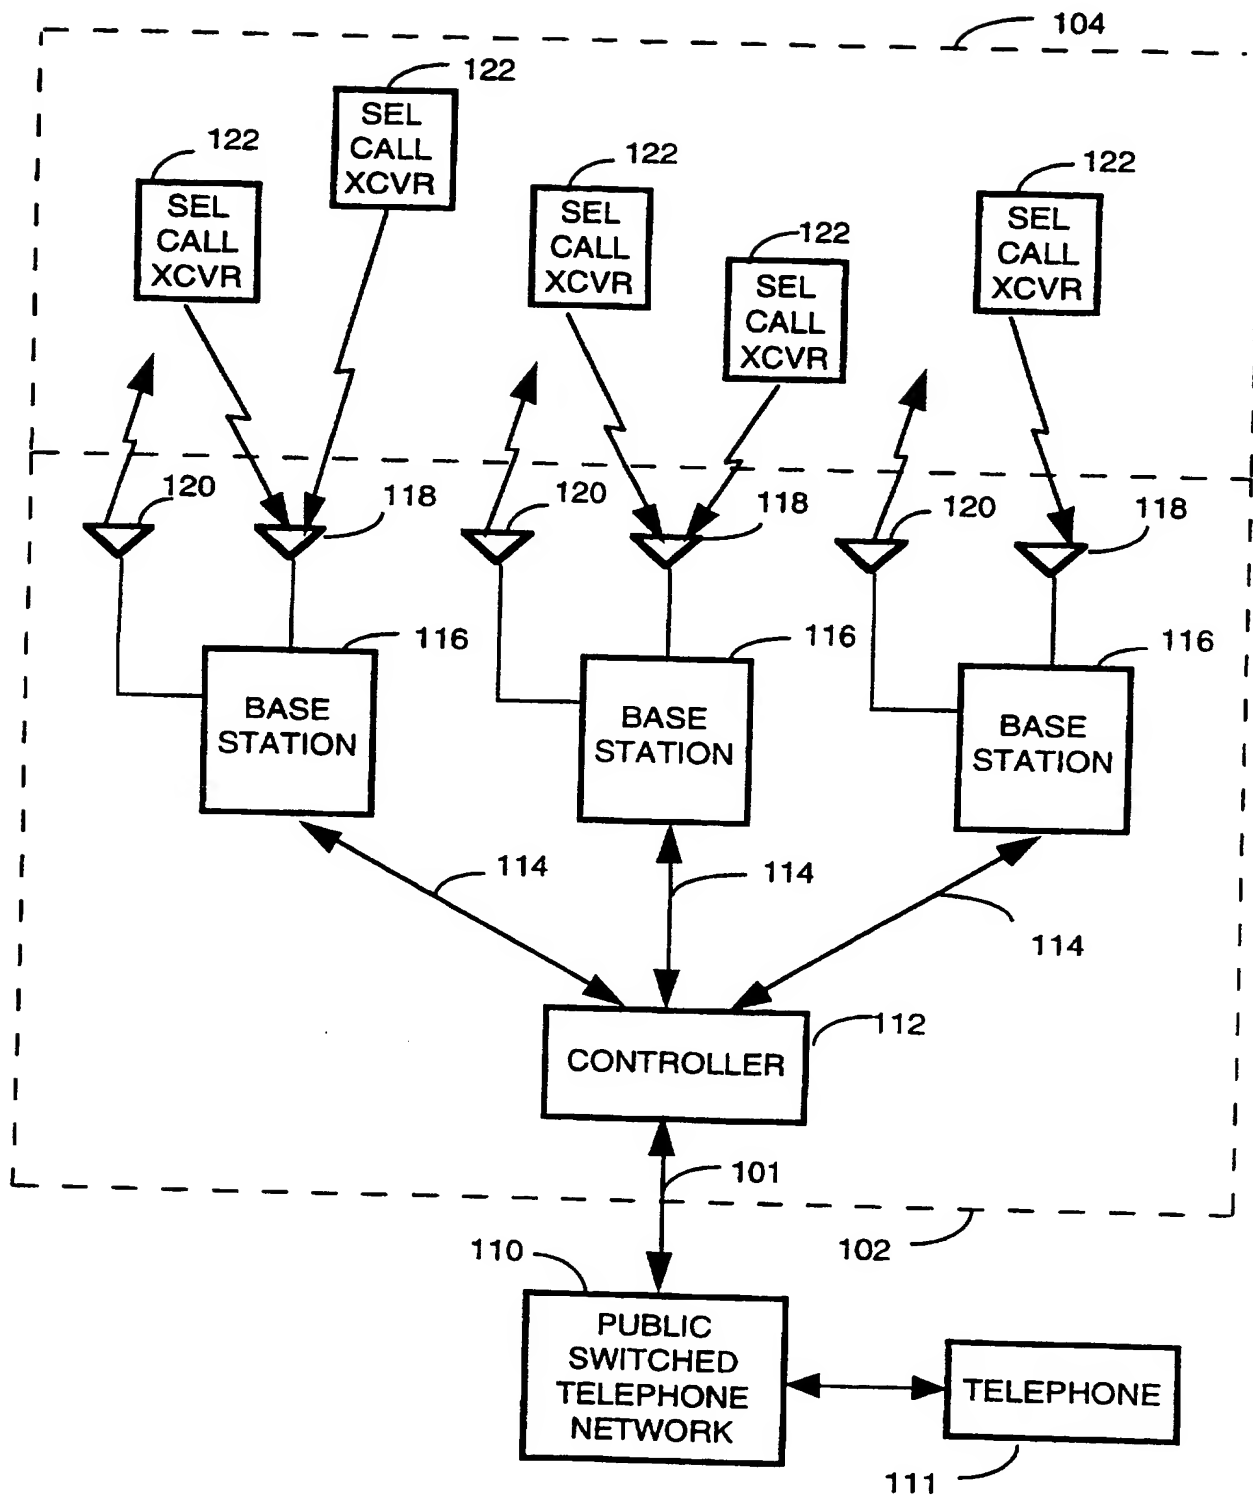 104
122
SEL
CALL
XCVR
122
SEL
CALL
XCVR
122
SEL
CALL
XCVR
122
SEL
CALL
XCVR
122
SEL
CALL
XCVR
120
118
120
118
120
118
116
BASE
STATION
116
BASE
STATION
116
BASE
STATION
114
114
114
112
CONTROLLER
101
102
110
PUBLIC
SWITCHED
TELEPHONE
NETWORK
TELEPHONE
111